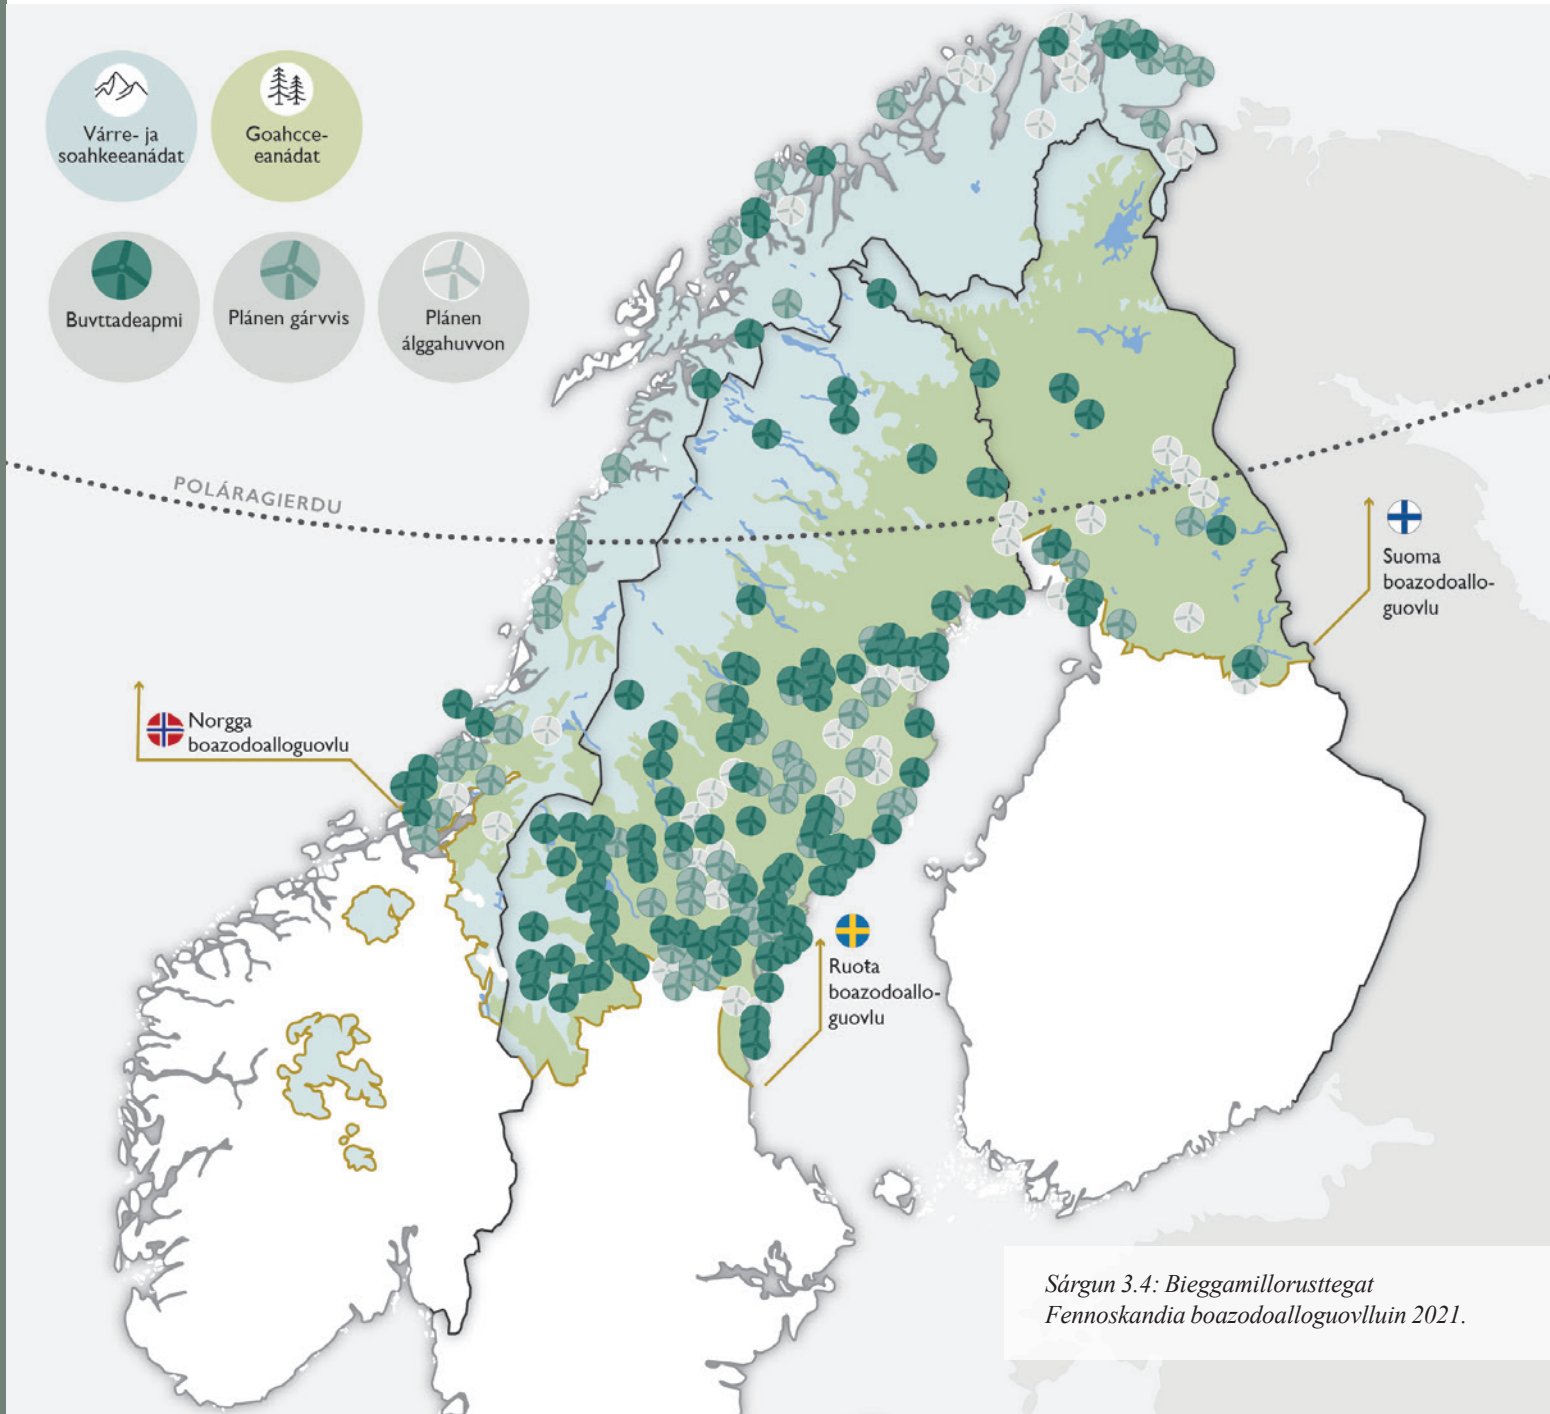 Várre- ja
soahkeeanádat
Goahcce-
eanádat
Buvttadeapmi
Plánen gárvvis
Plánen
álggahuvvon
POLÁRAGIERDU
Suoma
boazodoallo-
guovlu
Norgga
boazodoalloguovlu
Ruota
boazodoallo-
guovlu
Sárgun 3.4: Bieggamillorusttegat
Fennoskandia boazodoalloguovlluin 2021.